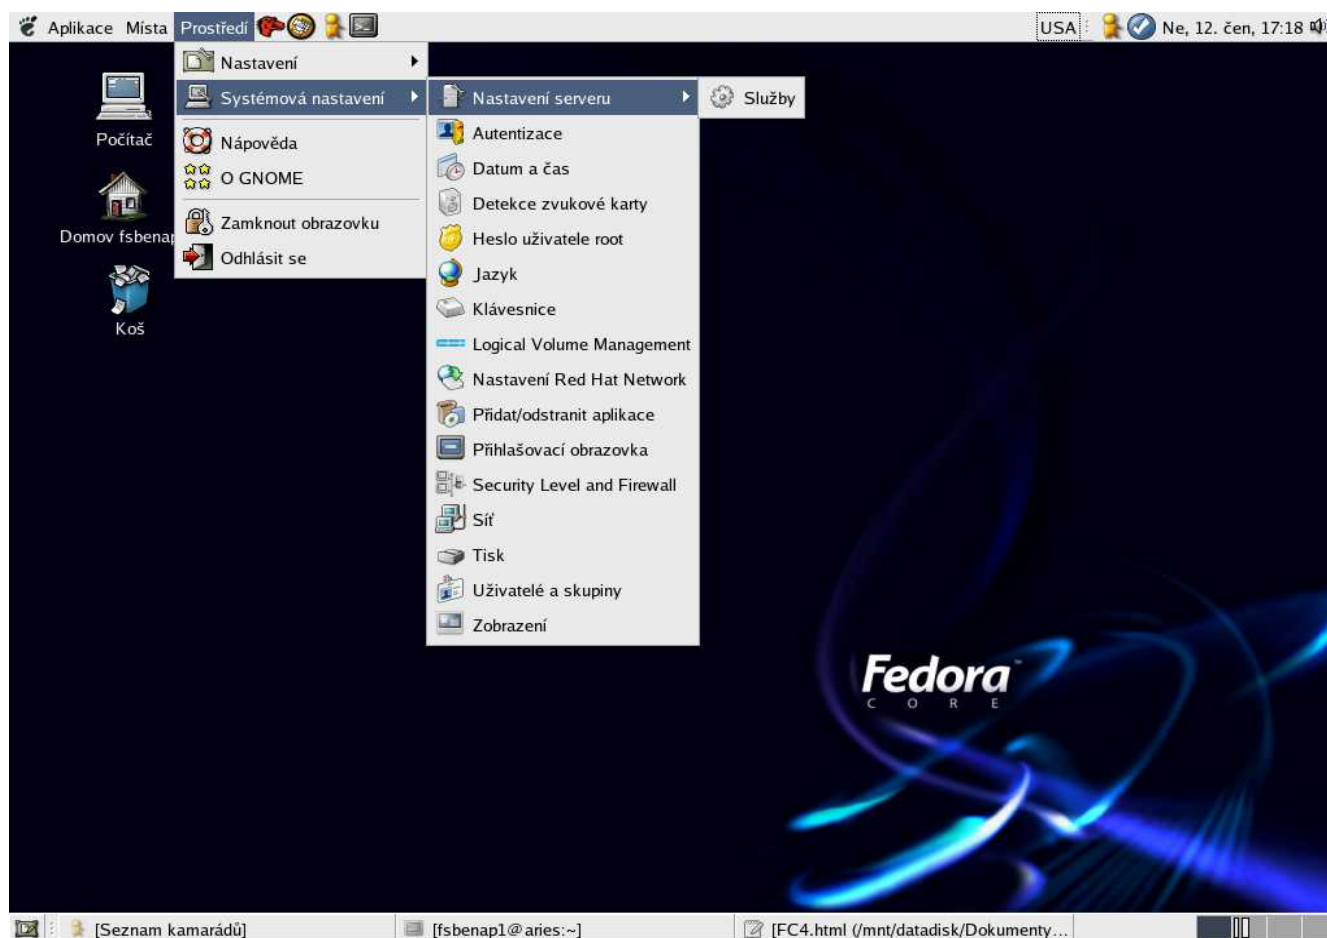 Aplikace Místa Prostředí USA Ne, 12. čen, 17:18
Nastavení
Systémová nastavení
Nápověda
O GNOME
Zamknout obrazovku
Odhlásit se
Nastavení serveru
Služby
Autentizace
Datum a čas
Detekce zvukové karty
Heslo uživatele root
Jazyk
Klávesnice
Logical Volume Management
Nastavení Red Hat Network
Přidat/odstranit aplikace
Přihlašovací obrazovka
Security Level and Firewall
Síť
Tisk
Uživatelé a skupiny
Zobrazení
Počítač
Domov fsbenap
Koš
Fedora™
CORE
[Seznam kamarádů] [fsbenap1@aries:~] [FC4.html (/mnt/datadisk/Dokumenty...